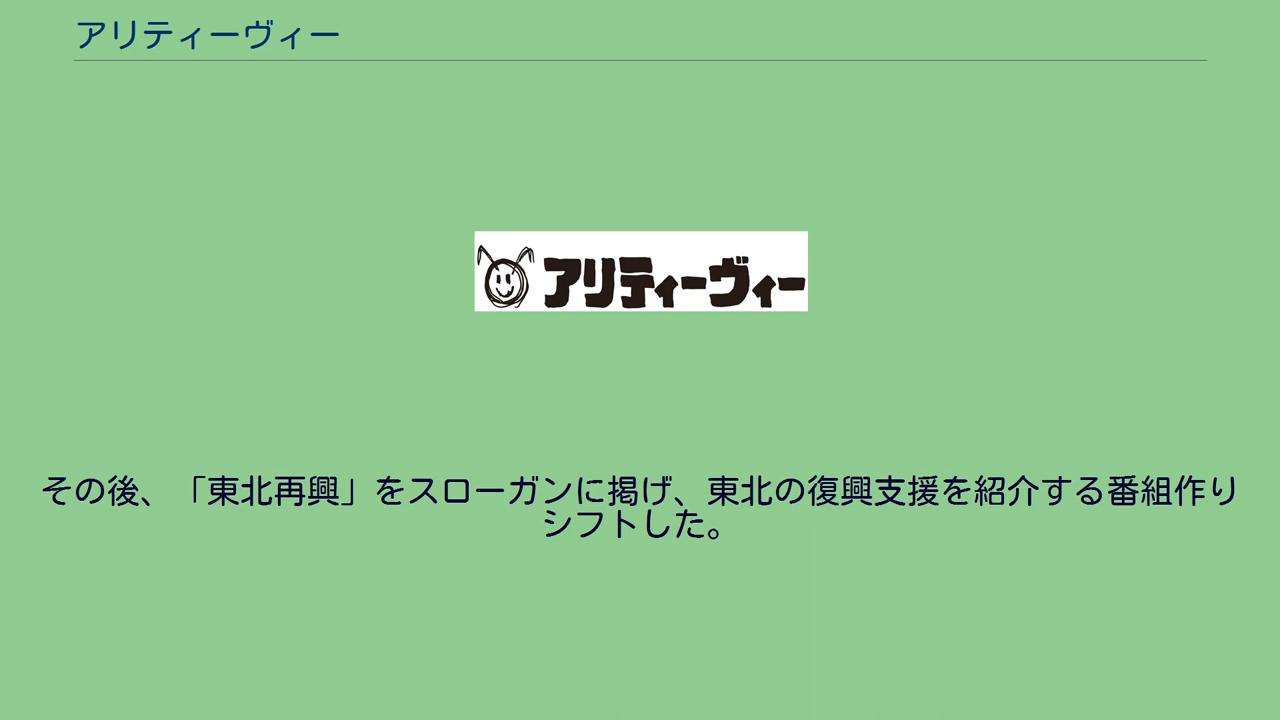 アリティーヴィー
アリティーヴィー
その後、「東北再興」をスローガンに掲げ、東北の復興支援を紹介する番組作り
シフトした。